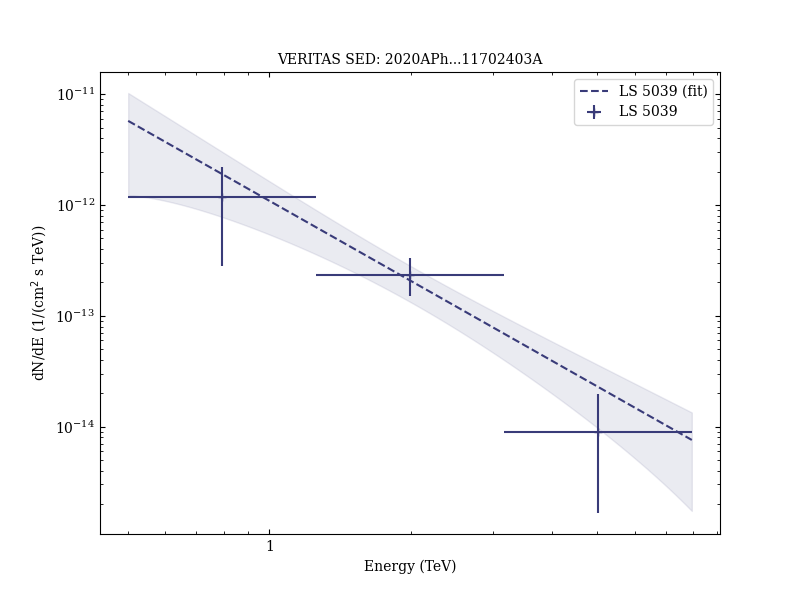 VERITAS SED: 2020APh...11702403A
LS 5039 (fit)
LS 5039
10⁻¹¹
10⁻¹²
10⁻¹³
10⁻¹⁴
dN/dE (1/(cm² s TeV))
1
Energy (TeV)